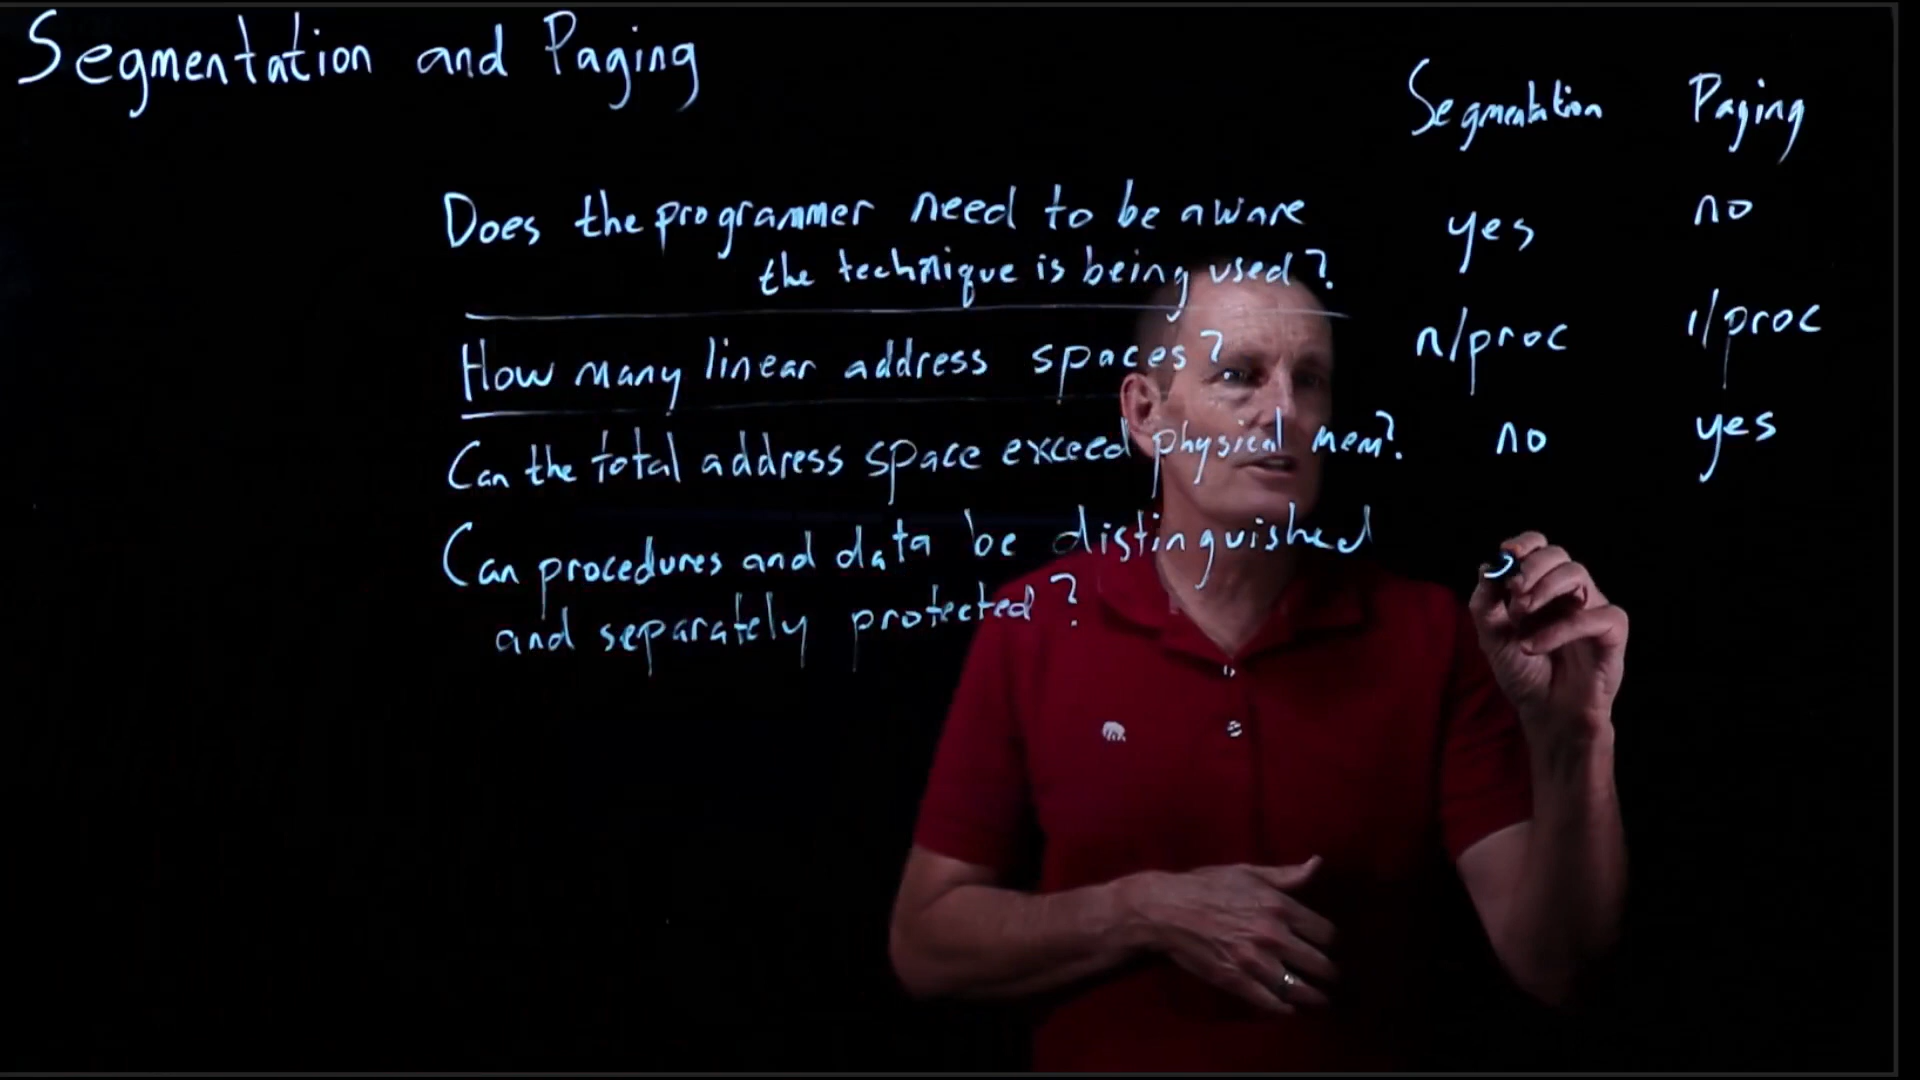 Segmentation and Paging
Segmentation Paging
Does the programmer need to be aware
the technique is being used? yes no
How many linear address spaces? n/proc 1/proc
Can the total address space exceed physical mem? no yes
Can procedures and data be distinguished
and separately protected?